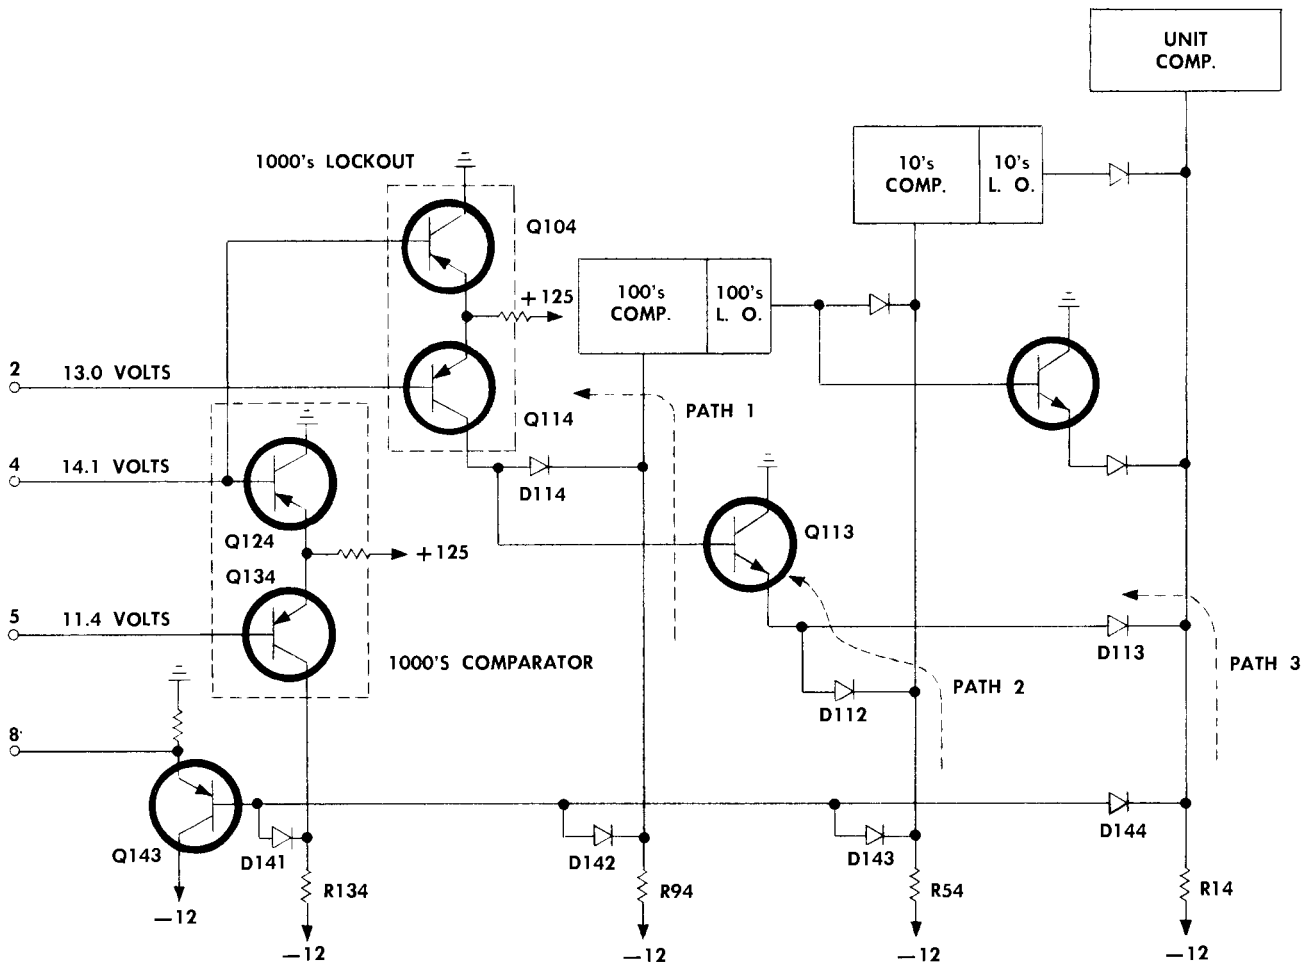 UNIT
COMP.
10's
COMP.
10's
L. O.
1000's LOCKOUT
Q104
+125
100's
COMP.
100's
L. O.
2
13.0 VOLTS
Q114
PATH 1
4
14.1 VOLTS
D114
Q124
+125
Q113
Q134
5
11.4 VOLTS
1000'S COMPARATOR
D113
PATH 3
PATH 2
D112
8
Q143
D141
D142
D143
D144
R134
R94
R54
R14
—12
—12
—12
—12
—12